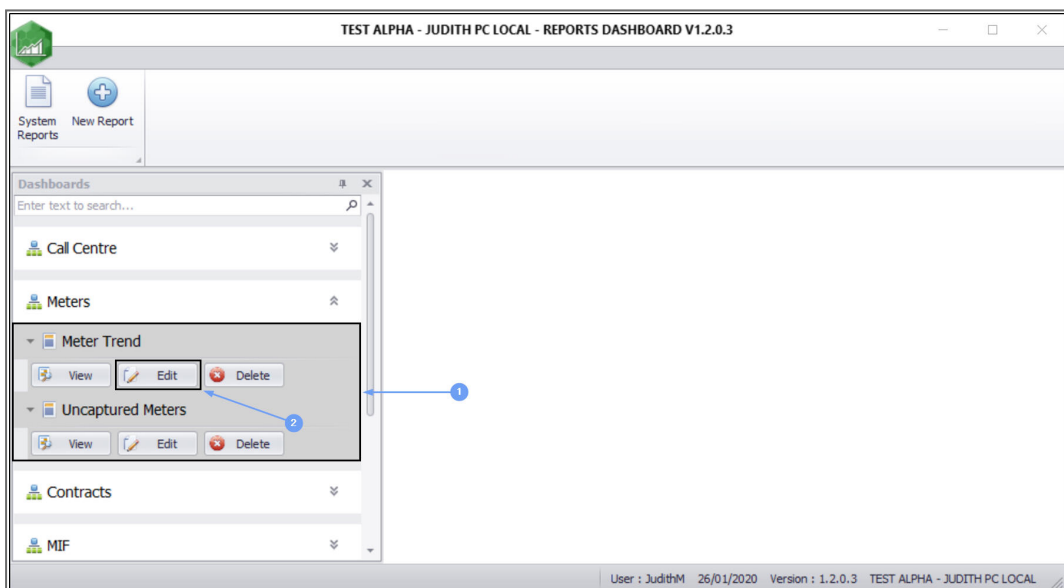 TEST ALPHA - JUDITH PC LOCAL - REPORTS DASHBOARD V1.2.0.3
System Reports
New Report
Dashboards
Enter text to search...
Call Centre
Meters
Meter Trend
View Edit Delete
1
Uncaptured Meters
2
View Edit Delete
Contracts
MIF
User : JudithM 26/01/2020 Version : 1.2.0.3 TEST ALPHA - JUDITH PC LOCAL